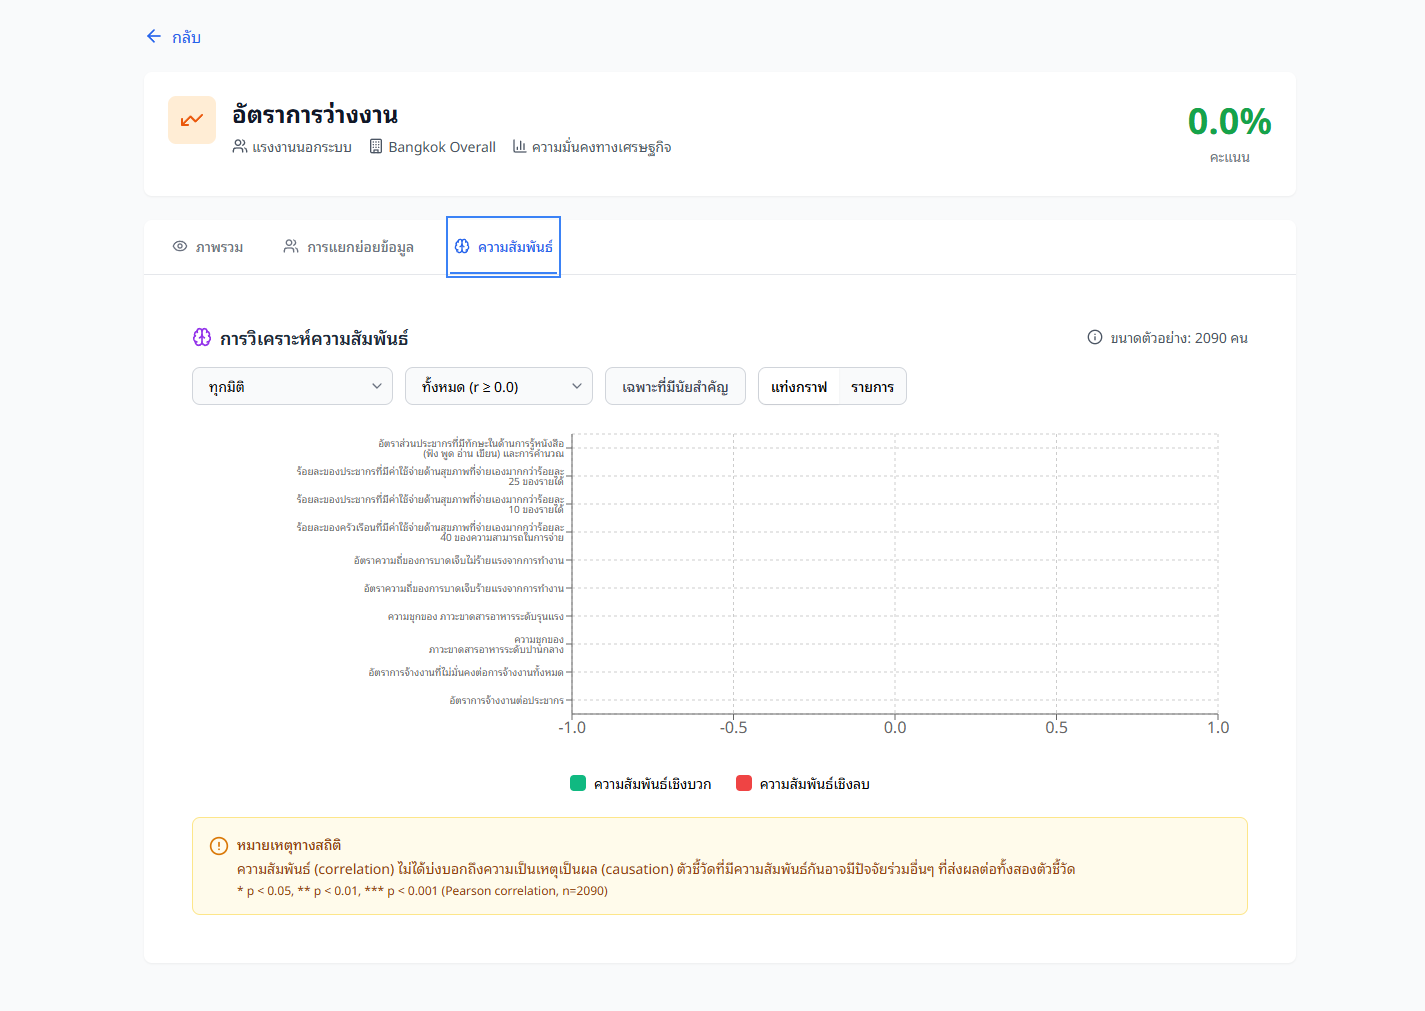 กลับ
อัตราการว่างงาน
แรงงานนอกระบบ Bangkok Overall ความมั่นคงทางเศรษฐกิจ
0.0%
คะแนน
ภาพรวม การแยกย่อยข้อมูล ความสัมพันธ์
การวิเคราะห์ความสัมพันธ์
ขนาดตัวอย่าง: 2090 คน
ทุกมิติ ทั้งหมด (r ≥ 0.0) เฉพาะที่มีนัยสำคัญ แท่งกราฟ รายการ
อัตราส่วนประชากรที่มีทักษะในด้านการรู้หนังสือ
(ฟัง พูด อ่าน เขียน) และการคำนวณ
ร้อยละของประชากรที่มีค่าใช้จ่ายด้านสุขภาพที่จ่ายเองมากกว่าร้อยละ
25 ของรายได้
ร้อยละของประชากรที่มีค่าใช้จ่ายด้านสุขภาพที่จ่ายเองมากกว่าร้อยละ
10 ของรายได้
ร้อยละของครัวเรือนที่มีค่าใช้จ่ายด้านสุขภาพที่จ่ายเองมากกว่าร้อยละ
40 ของความสามารถในการจ่าย
อัตราความถี่ของการบาดเจ็บไม่ร้ายแรงจากการทำงาน
อัตราความถี่ของการบาดเจ็บร้ายแรงจากการทำงาน
ความชุกของ ภาวะขาดสารอาหารระดับรุนแรง
ความชุกของ
ภาวะขาดสารอาหารระดับปานกลาง
อัตราการจ้างงานที่ไม่มั่นคงต่อการจ้างงานทั้งหมด
อัตราการจ้างงานต่อประชากร
-1.0 -0.5 0.0 0.5 1.0
ความสัมพันธ์เชิงบวก ความสัมพันธ์เชิงลบ
หมายเหตุทางสถิติ
ความสัมพันธ์ (correlation) ไม่ได้บ่งบอกถึงความเป็นเหตุเป็นผล (causation) ตัวชี้วัดที่มีความสัมพันธ์กันอาจมีปัจจัยร่วมอื่นๆ ที่ส่งผลต่อทั้งสองตัวชี้วัด
* p < 0.05, ** p < 0.01, *** p < 0.001 (Pearson correlation, n=2090)